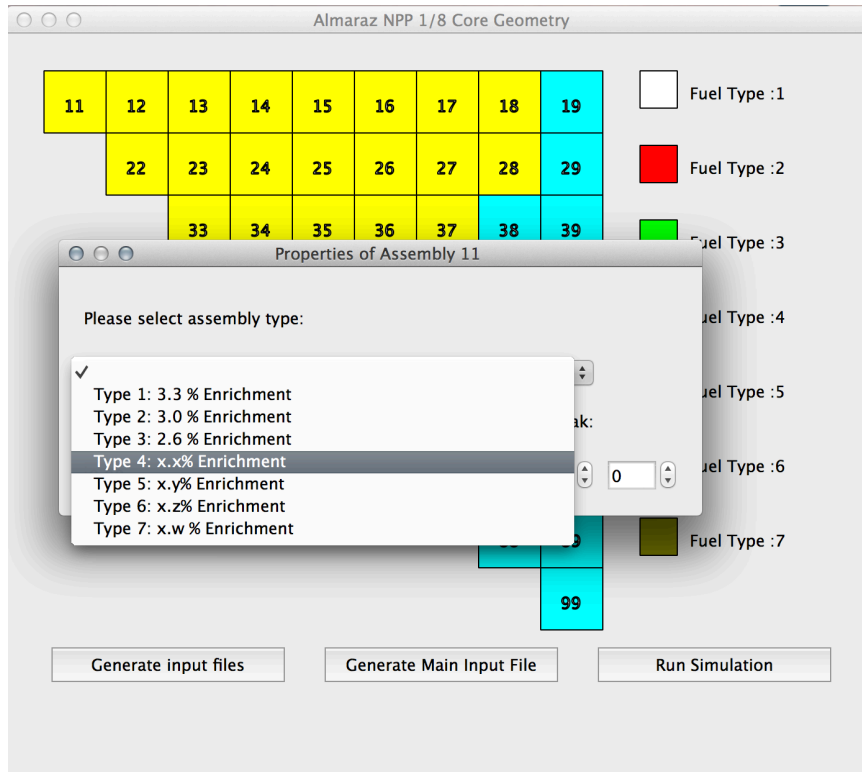 Almaraz NPP 1/8 Core Geometry
11 12 13 14 15 16 17 18 19
Fuel Type :1
22 23 24 25 26 27 28 29
Fuel Type :2
33 34 35 36 37 38 39
Fuel Type :3
Properties of Assembly 11
Please select assembly type:
Type :4
Type 1: 3.3 % Enrichment
Type 2: 3.0 % Enrichment
Type 3: 2.6 % Enrichment
Type 4: x.x% Enrichment
Type 5: x.y% Enrichment
Type 6: x.z% Enrichment
Type 7: x.w % Enrichment
Type :5
0
Type :6
Fuel Type :7
99
Generate input files
Generate Main Input File
Run Simulation